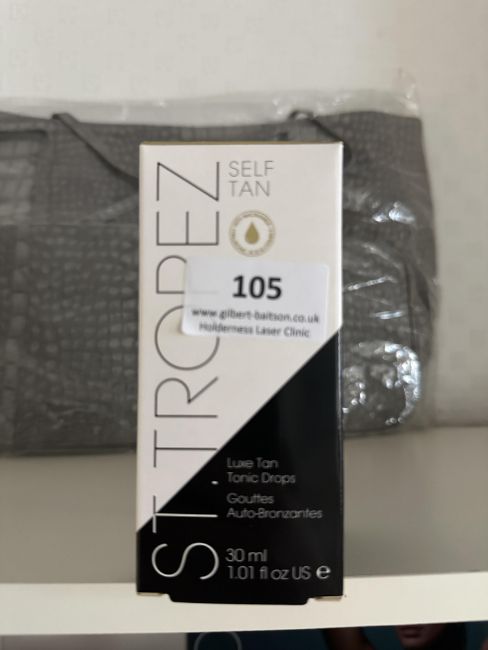 ST.TROPEZ
SELF
TAN
105
www.gilbert-baitson.co.uk
Holderness Laser Clinic
Luxe Tan
Tonic Drops
Gouttes
Auto-Bronzantes
30 ml
1.01 fl oz US ℮